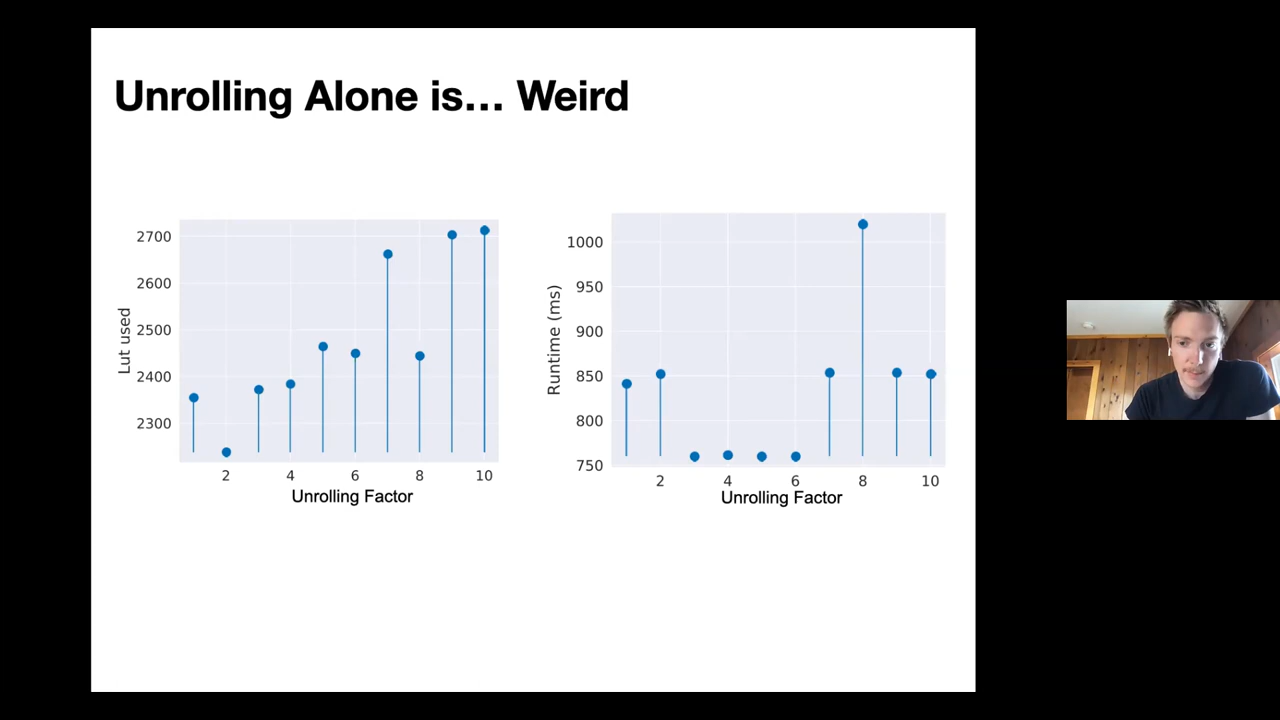 Unrolling Alone is... Weird
Lut used
2700
2600
2500
2400
2300
2 4 6 8 10
Unrolling Factor
Runtime (ms)
1000
950
900
850
800
750
2 4 6 8 10
Unrolling Factor